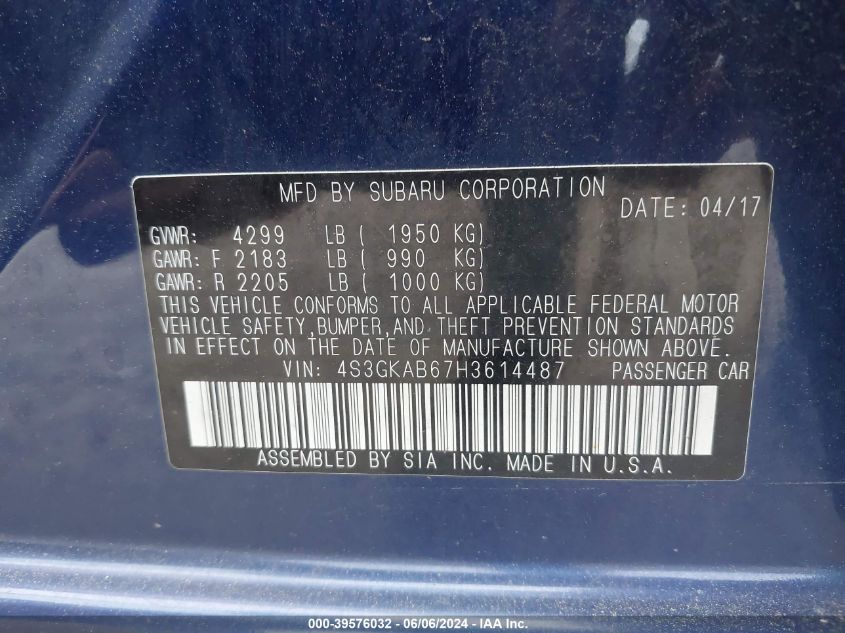 MFD BY SUBARU CORPORATION
DATE: 04/17
GVWR: 4299 LB ( 1950 KG)
GAWR: F 2183 LB ( 990 KG)
GAWR: R 2205 LB ( 1000 KG)
THIS VEHICLE CONFORMS TO ALL APPLICABLE FEDERAL MOTOR
VEHICLE SAFETY,BUMPER,AND THEFT PREVENTION STANDARDS
IN EFFECT ON THE DATE OF MANUFACTURE SHOWN ABOVE.
VIN: 4S3GKAB67H3614487 PASSENGER CAR
ASSEMBLED BY SIA INC. MADE IN U.S.A.
000-39576032 - 06/06/2024 - IAA Inc.